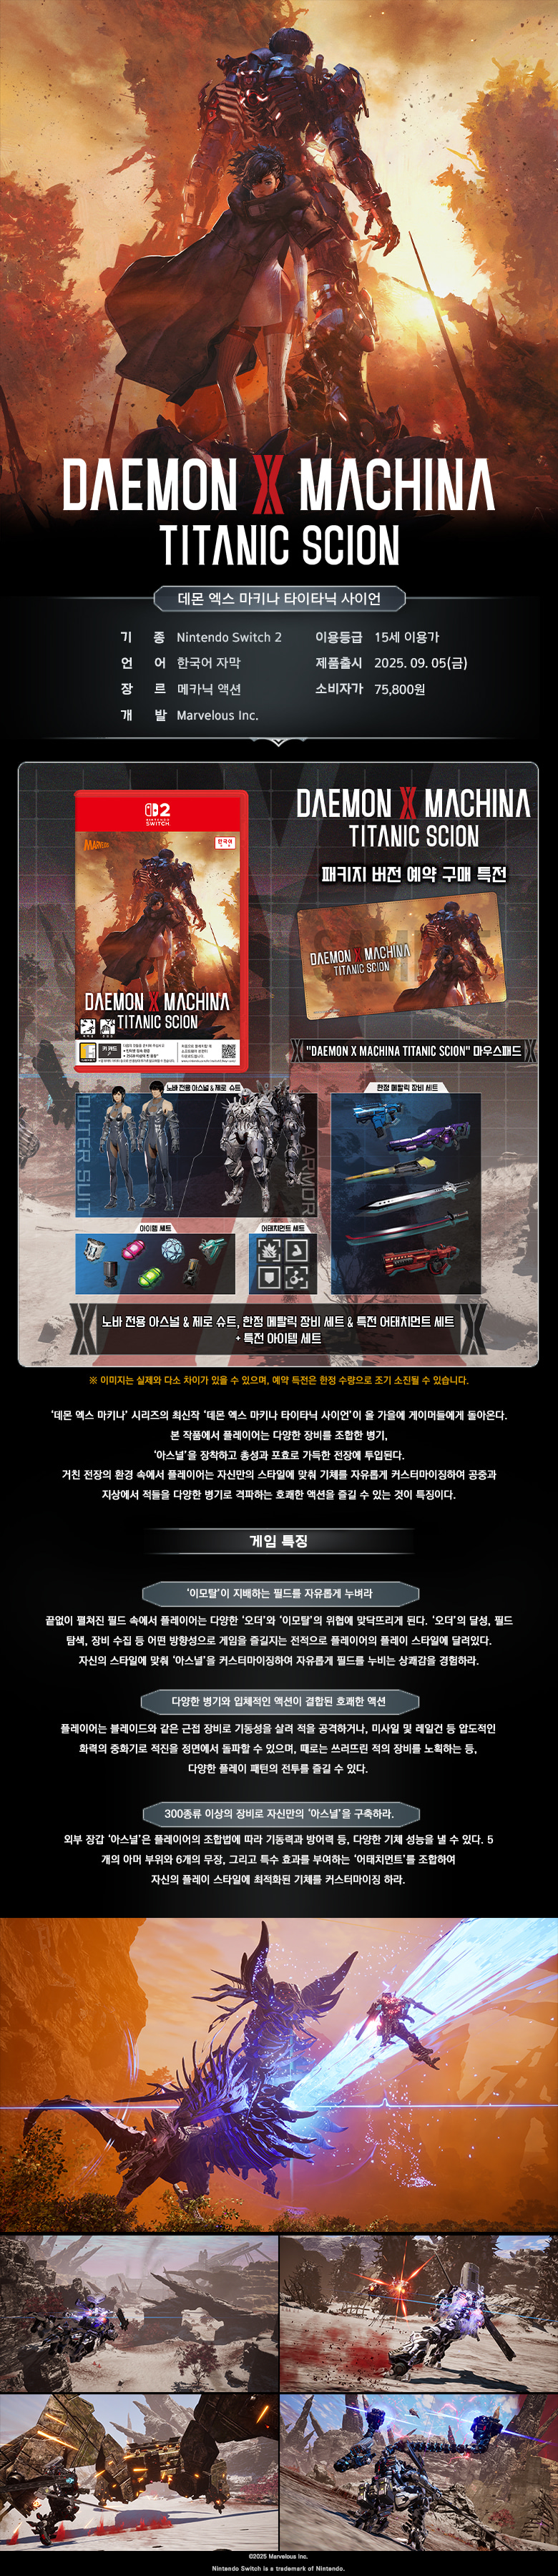 DAEMON X MACHINA
TITANIC SCION
데몬 엑스 마키나 타이타닉 사이언
기 종 Nintendo Switch 2 이용등급 15세 이용가
언 어 한국어 자막 제품출시 2025. 09. 05(금)
장 르 메카닉 액션 소비자가 75,800원
개 발 Marvelous Inc.
2
NINTENDO
SWITCH
MARVELOUS
한국어
DAEMON X MACHINA
TITANIC SCION
DAEMON X MACHINA
TITANIC SCION
패키지 버전 예약 구매 특전
DAEMON X MACHINA
TITANIC SCION
"DAEMON X MACHINA TITANIC SCION" 마우스패드
노바 전용 아스널 & 제로 슈트
OUTER SUIT
ARMOR
한정 메탈릭 장비 세트
아이템 세트
어태치먼트 세트
노바 전용 아스널 & 제로 슈트, 한정 메탈릭 장비 세트 & 특전 어태치먼트 세트
+ 특전 아이템 세트
※ 이미지는 실제와 다소 차이가 있을 수 있으며, 예약 특전은 한정 수량으로 조기 소진될 수 있습니다.
‘데몬 엑스 마키나’ 시리즈의 최신작 ‘데몬 엑스 마키나 타이타닉 사이언’이 올 가을에 게이머들에게 돌아온다.
본 작품에서 플레이어는 다양한 장비를 조합한 병기,
‘아스널’을 장착하고 총성과 포효로 가득한 전장에 투입된다.
거친 전장의 환경 속에서 플레이어는 자신만의 스타일에 맞춰 기체를 자유롭게 커스터마이징하여 공중과
지상에서 적들을 다양한 병기로 격파하는 호쾌한 액션을 즐길 수 있는 것이 특징이다.
게임 특징
‘이모탈’이 지배하는 필드를 자유롭게 누벼라
끝없이 펼쳐진 필드 속에서 플레이어는 다양한 ‘오더’와 ‘이모탈’의 위협에 맞닥뜨리게 된다. ‘오더’의 달성, 필드
탐색, 장비 수집 등 어떤 방향성으로 게임을 즐길지는 전적으로 플레이어의 플레이 스타일에 달려있다.
자신의 스타일에 맞춰 ‘아스널’을 커스터마이징하여 자유롭게 필드를 누비는 상쾌감을 경험하라.
다양한 병기와 입체적인 액션이 결합된 호쾌한 액션
플레이어는 블레이드와 같은 근접 장비로 기동성을 살려 적을 공격하거나, 미사일 및 레일건 등 압도적인
화력의 중화기로 적진을 정면에서 돌파할 수 있으며, 때로는 쓰러뜨린 적의 장비를 노획하는 등,
다양한 플레이 패턴의 전투를 즐길 수 있다.
300종류 이상의 장비로 자신만의 ‘아스널’을 구축하라.
외부 장갑 ‘아스널’은 플레이어의 조합법에 따라 기동력과 방어력 등, 다양한 기체 성능을 낼 수 있다. 5
개의 아머 부위와 6개의 무장, 그리고 특수 효과를 부여하는 ‘어태치먼트’를 조합하여
자신의 플레이 스타일에 최적화된 기체를 커스터마이징 하라.
©2025 Marvelous Inc.
Nintendo Switch is a trademark of Nintendo.